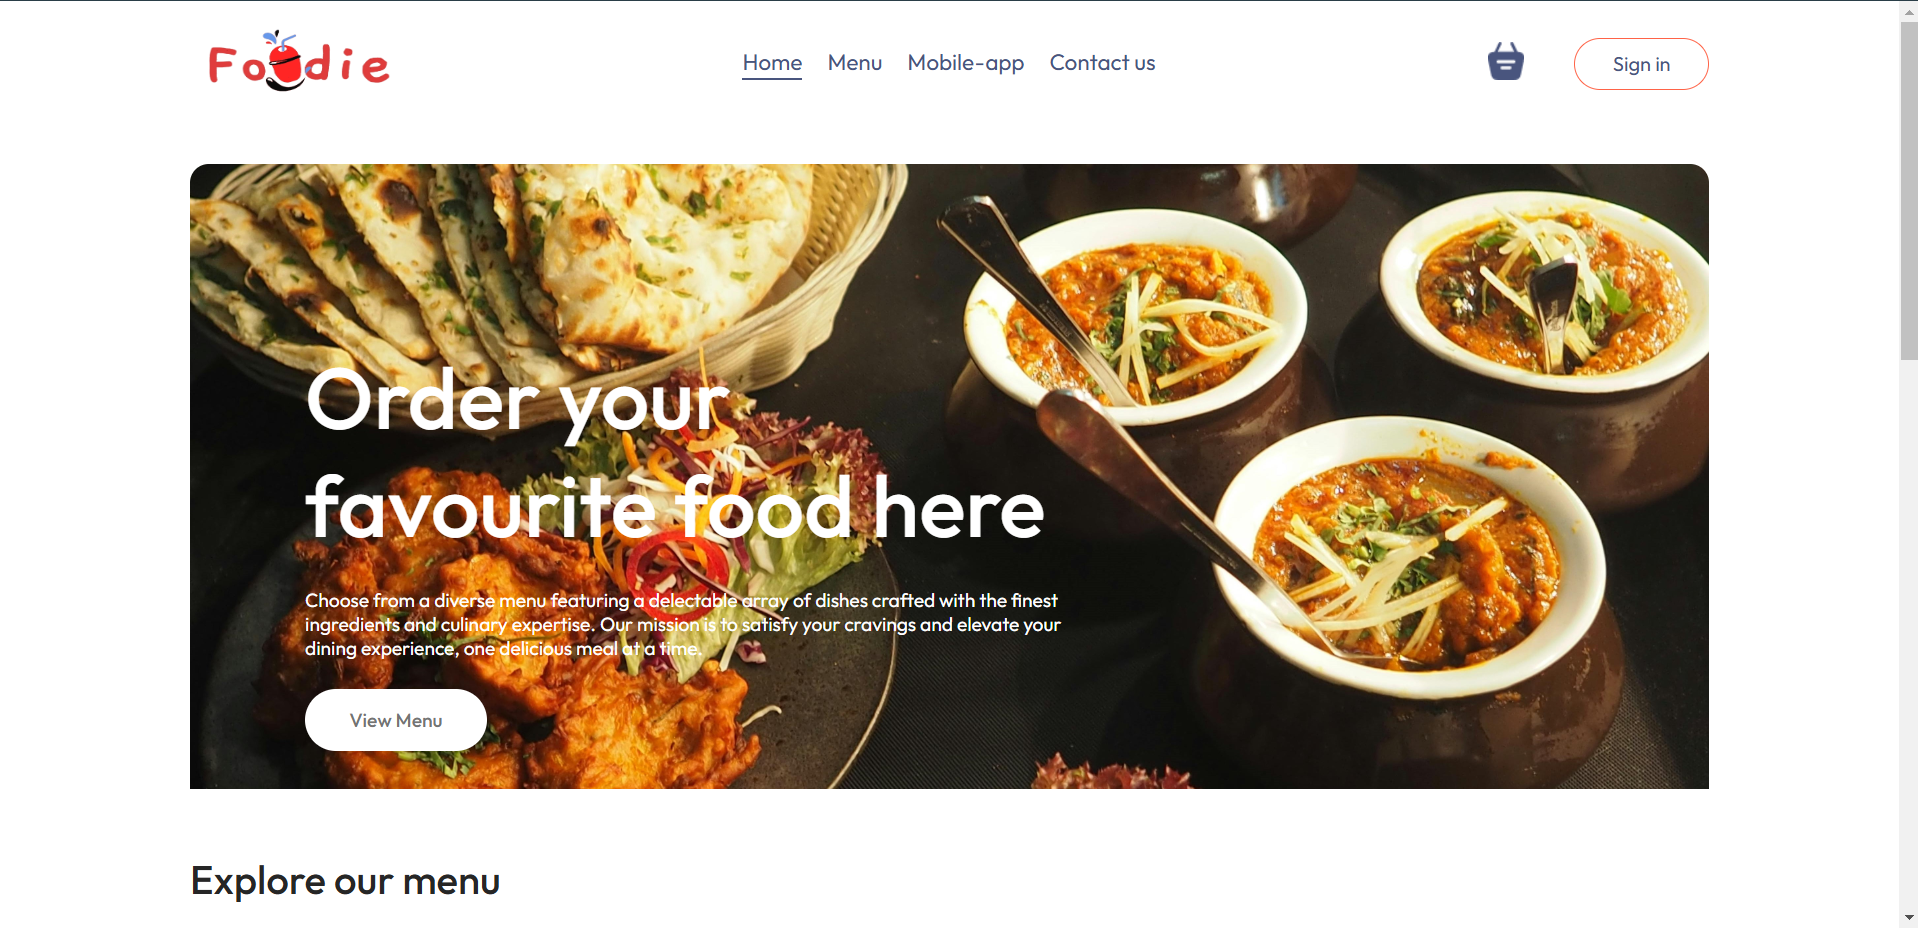 Foodie
Home Menu Mobile-app Contact us
Sign in
Order your
favourite food here
Choose from a diverse menu featuring a delectable array of dishes crafted with the finest
ingredients and culinary expertise. Our mission is to satisfy your cravings and elevate your
dining experience, one delicious meal at a time.
View Menu
Explore our menu